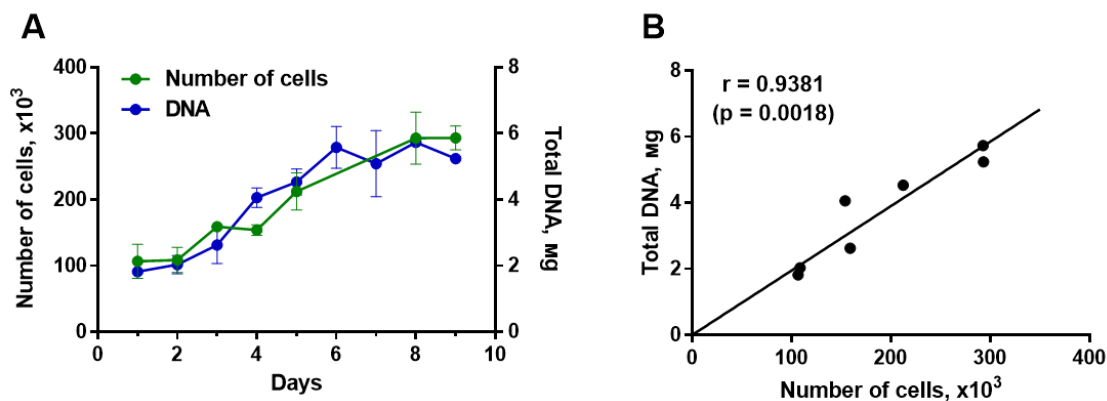 A
Number of cells, x10³
400
300
200
100
0
Number of cells
DNA
8
6
4
2
0
Total DNA, мg
0 2 4 6 8 10
Days
B
Total DNA, мg
8
6
4
2
0
r = 0.9381
(p = 0.0018)
0 100 200 300 400
Number of cells, x10³